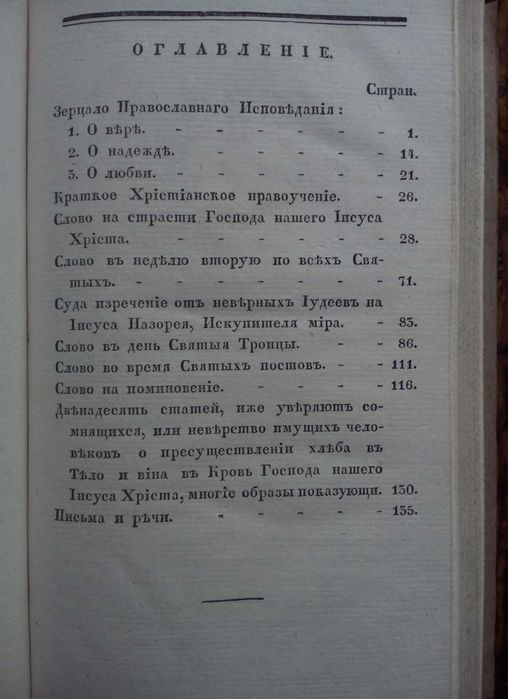 ОГЛАВЛЕНІЕ.
Стран.
Зерцало Православнаго Исповѣданія:
1. О вѣрѣ. - - - - - - 1.
2. О надеждѣ. - - - - - 14.
3. О любви. - - - - - - 21.
Краткое Хрістіанское нравоученіе. - - 26.
Слово на страсти Господа нашего Іисуса
Хріста. - - - - - - 28.
Слово въ недѣлю вторую по всѣхъ Свя-
тыхъ. - - - - - - - 71.
Суда изреченіе отъ невѣрныхъ Іудеевъ на
Іисуса Назорея, Искупителя міра. - - 83.
Слово въ день Святыя Троицы. - - - 86.
Слово во время Святыхъ постовъ. - - 111.
Слово на поминовеніе. - - - - 116.
Двѣнадесять статей, иже увѣряютъ со-
мнящихся, или невѣрство имущихъ чело-
вѣковъ о пресуществленіи хлѣба въ
Тѣло и віна въ Кровь Господа нашего
Іисуса Хріста, многіе образы показующи. 130.
Письма и рѣчи. - - - - - 135.